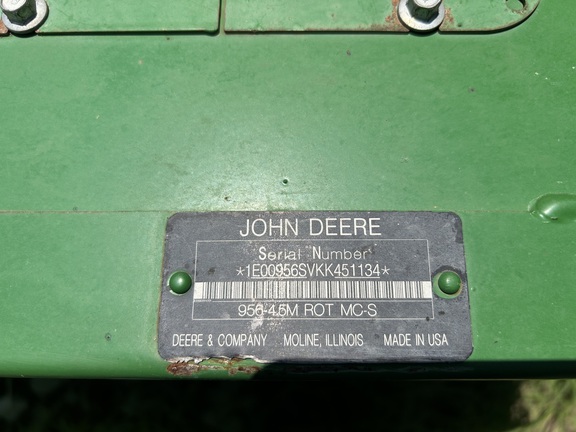 JOHN DEERE
Serial Number
*1E00956SVKK451134*
956-4.5M ROT MC-S
DEERE & COMPANY MOLINE, ILLINOIS MADE IN USA